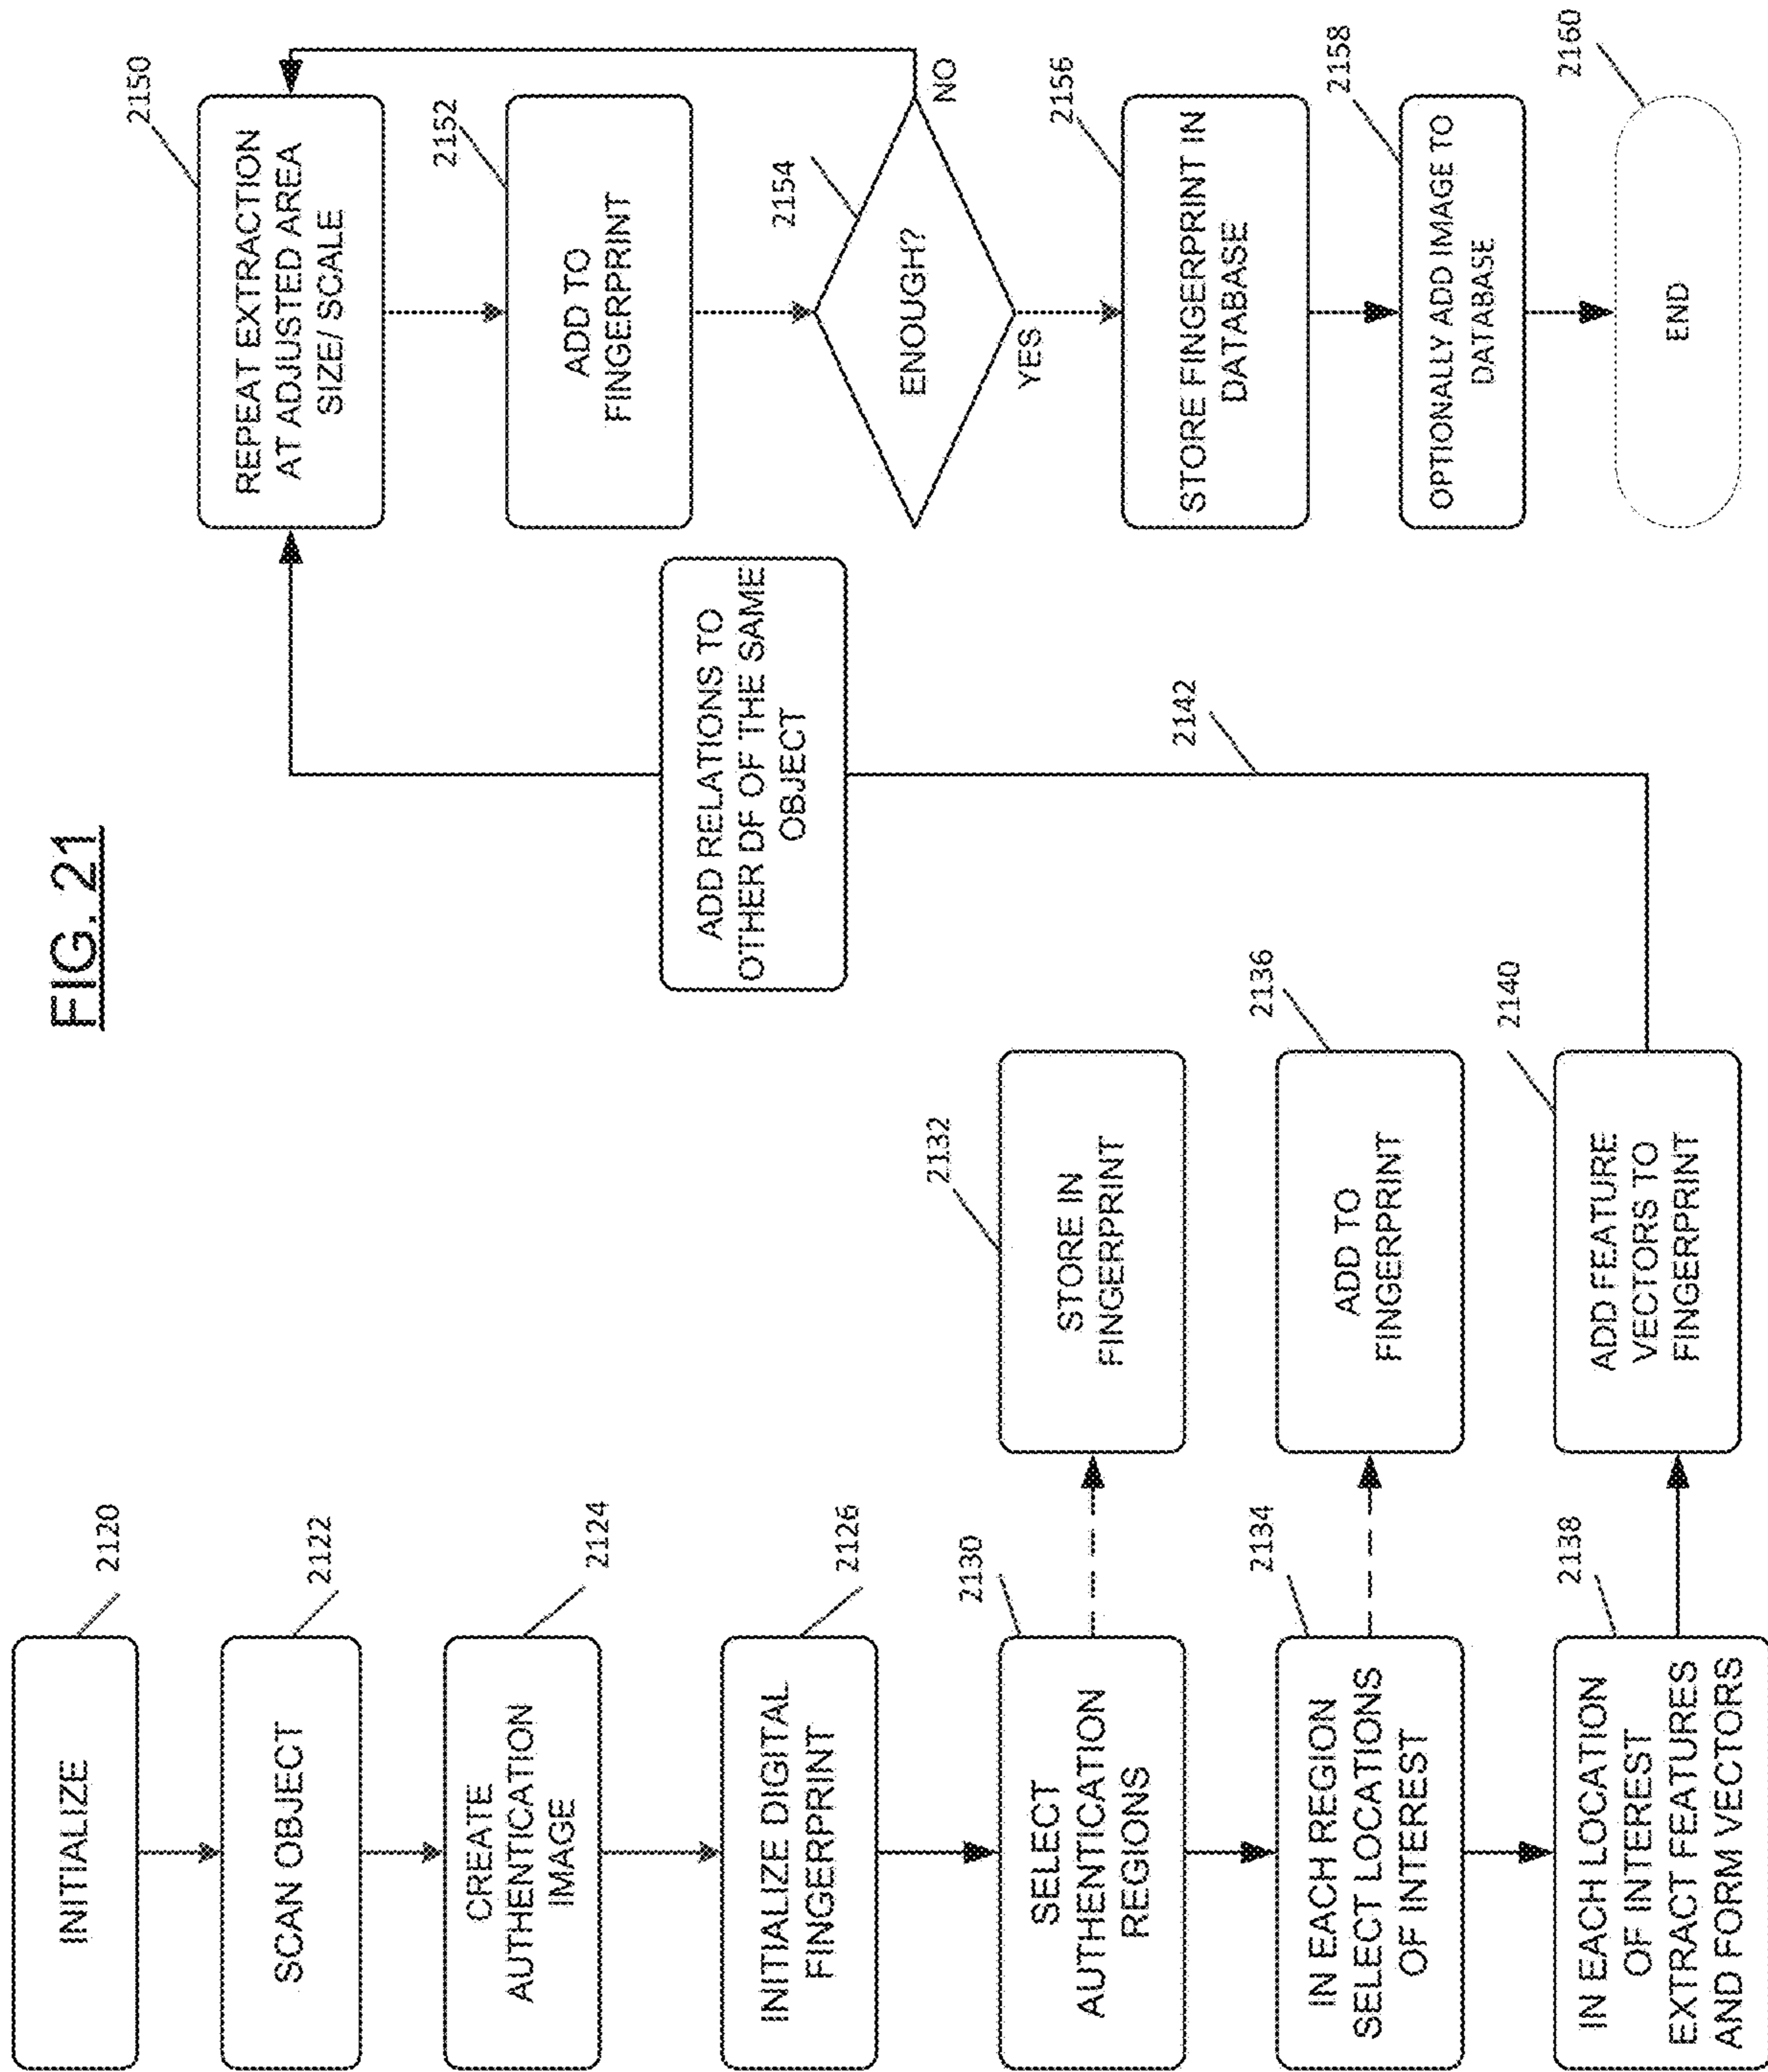 FIG. 21
INITIALIZE
2120
SCAN OBJECT
2122
CREATE
AUTHENTICATION
IMAGE
2124
INITIALIZE DIGITAL
FINGERPRINT
2126
SELECT
AUTHENTICATION
REGIONS
2130
STORE IN
FINGERPRINT
2132
IN EACH REGION
SELECT LOCATIONS
OF INTEREST
2134
ADD TO
FINGERPRINT
2136
IN EACH LOCATION
OF INTEREST
EXTRACT FEATURES
AND FORM VECTORS
2138
ADD FEATURE
VECTORS TO
FINGERPRINT
2140
2142
ADD RELATIONS TO
OTHER DF OF THE SAME
OBJECT
REPEAT EXTRACTION
AT ADJUSTED AREA
SIZE/ SCALE
2150
ADD TO
FINGERPRINT
2152
ENOUGH?
2154
NO
YES
STORE FINGERPRINT IN
DATABASE
2156
OPTIONALLY ADD IMAGE TO
DATABASE
2158
END
2160